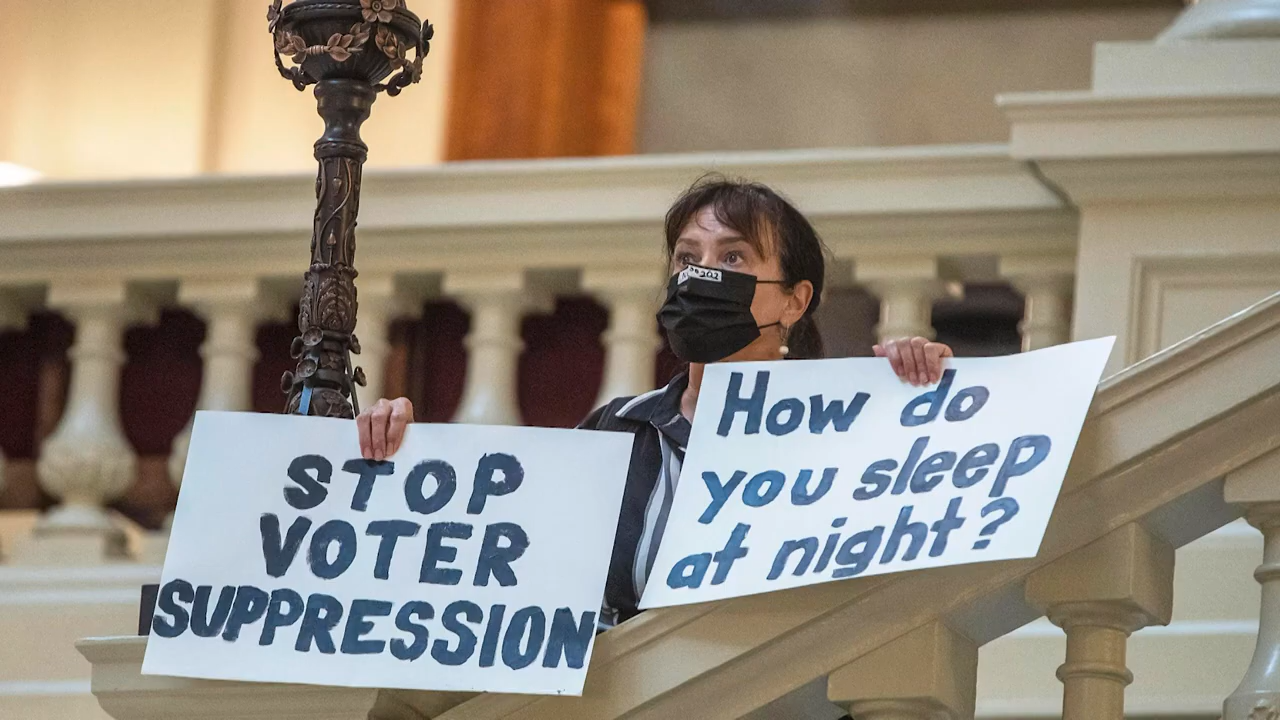 STOP
VOTER
SUPPRESSION
How do
you sleep
at night?